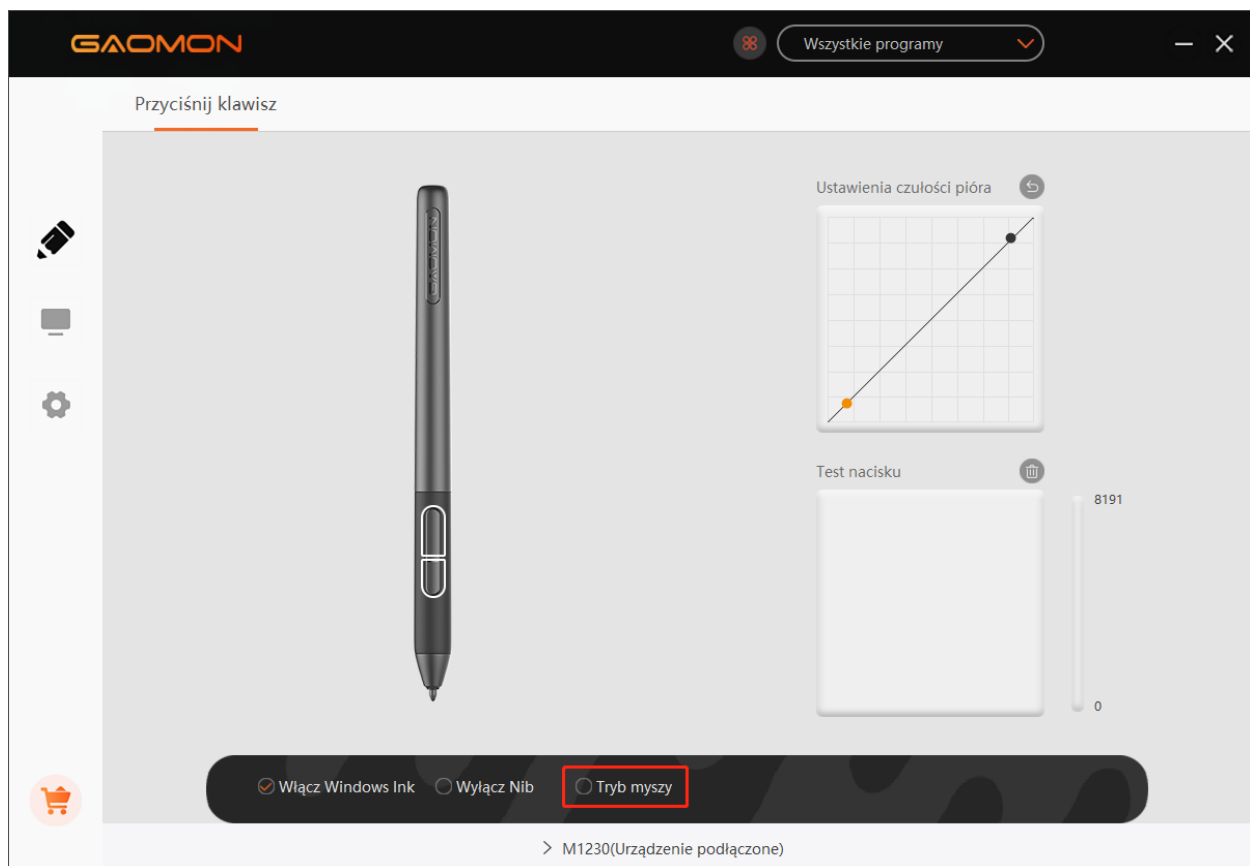 GAOMON
Wszystkie programy
Przyciśnij klawisz
Ustawienia czułości pióra
GAOMON
Test nacisku
8191
0
Włącz Windows Ink
Wyłącz Nib
Tryb myszy
M1230(Urządzenie podłączone)